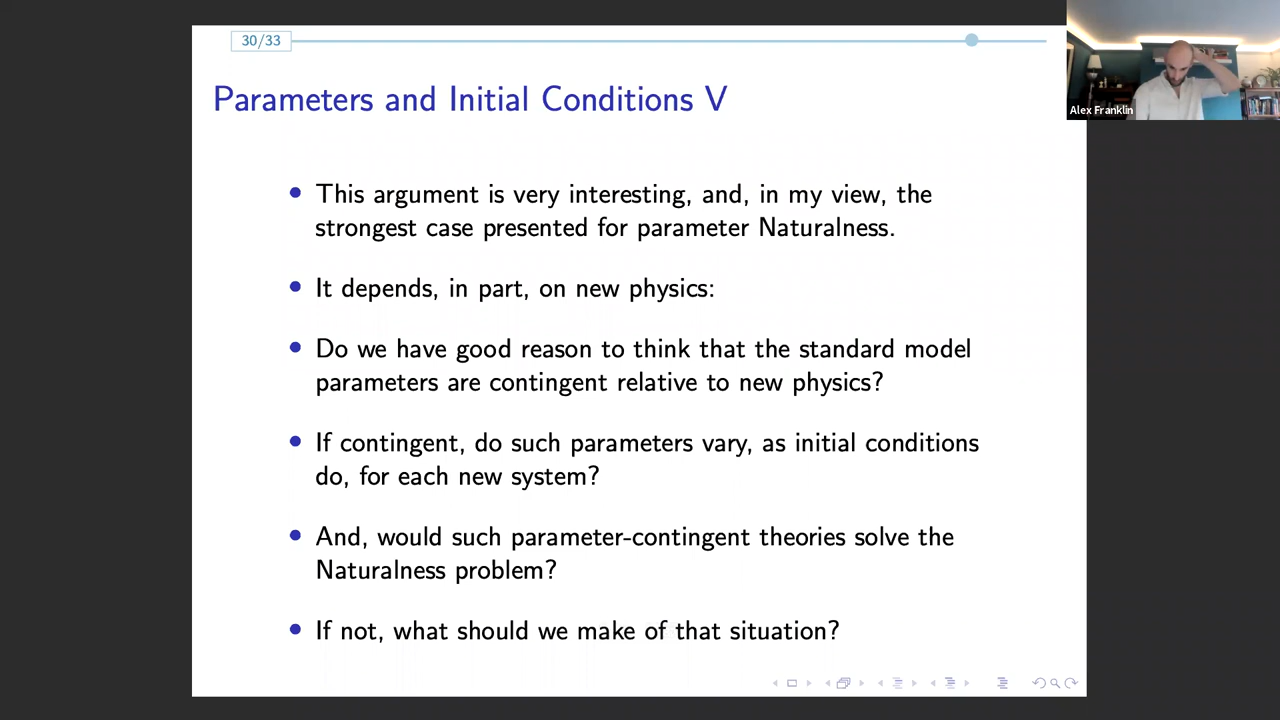 30/33
Parameters and Initial Conditions V
Alex Franklin
• This argument is very interesting, and, in my view, the
strongest case presented for parameter Naturalness.
• It depends, in part, on new physics:
• Do we have good reason to think that the standard model
parameters are contingent relative to new physics?
• If contingent, do such parameters vary, as initial conditions
do, for each new system?
• And, would such parameter-contingent theories solve the
Naturalness problem?
• If not, what should we make of that situation?